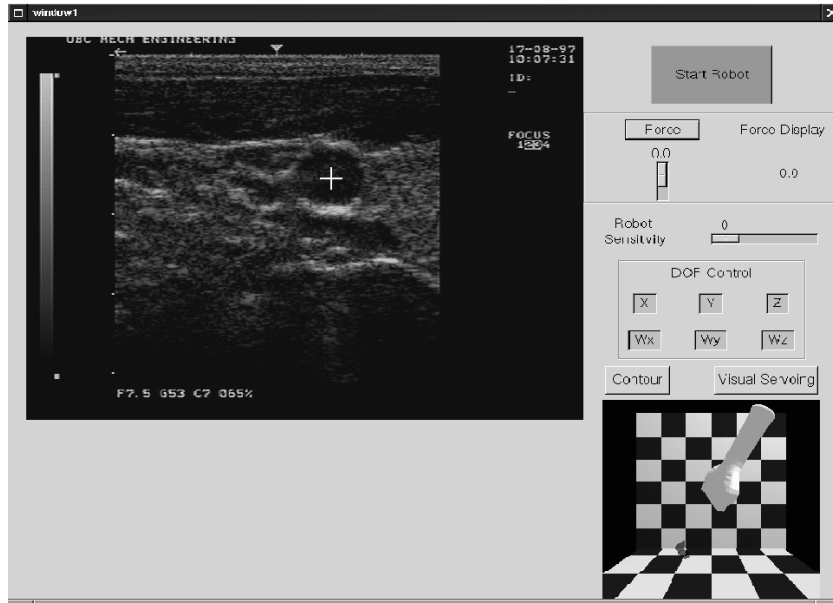 window1
UBC MECH ENGINEERING
17-08-97
10:07:31
ID:
FOCUS
F7.5 G53 C7 065%
Start Robot
Force
Force Display
0.0
0.0
Robot
Sensitivity
0
DOF Control
X Y Z
Wx Wy Wz
Contour
Visual Servoing